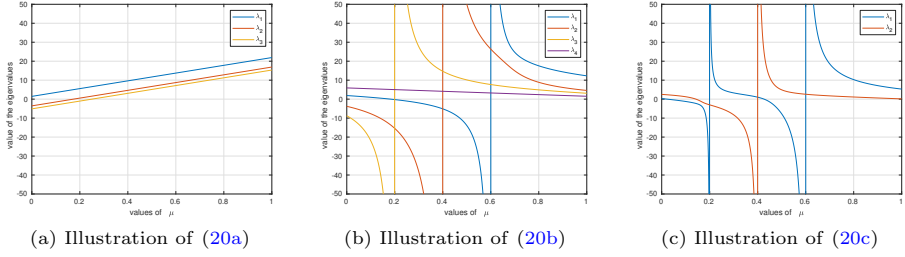 value of the eigenvalues
50
40
30
20
10
0
-10
-20
-30
-40
-50
0
0.2
0.4
0.6
0.8
1
values of μ
λ1
λ2
λ3
(a) Illustration of (20a)
value of the eigenvalues
50
40
30
20
10
0
-10
-20
-30
-40
-50
0
0.2
0.4
0.6
0.8
1
values of μ
λ1
λ2
λ3
λ4
(b) Illustration of (20b)
value of the eigenvalues
50
40
30
20
10
0
-10
-20
-30
-40
-50
0
0.2
0.4
0.6
0.8
1
values of μ
λ1
λ2
(c) Illustration of (20c)